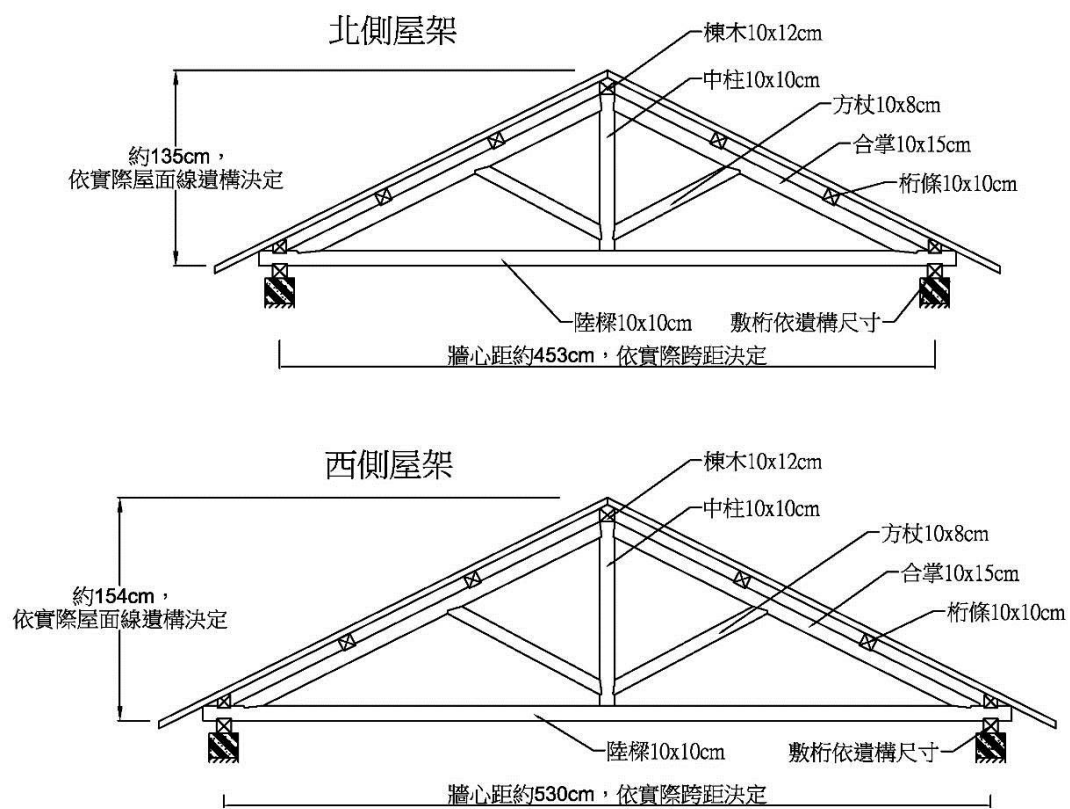 北側屋架
棟木10x12cm
中柱10x10cm
方杖10x8cm
合掌10x15cm
桁條10x10cm
約135cm，
依實際屋面線遺構決定
陸樑10x10cm
敷桁依遺構尺寸
牆心距約453cm，依實際跨距決定
西側屋架
棟木10x12cm
中柱10x10cm
方杖10x8cm
合掌10x15cm
桁條10x10cm
約154cm，
依實際屋面線遺構決定
陸樑10x10cm
敷桁依遺構尺寸
牆心距約530cm，依實際跨距決定